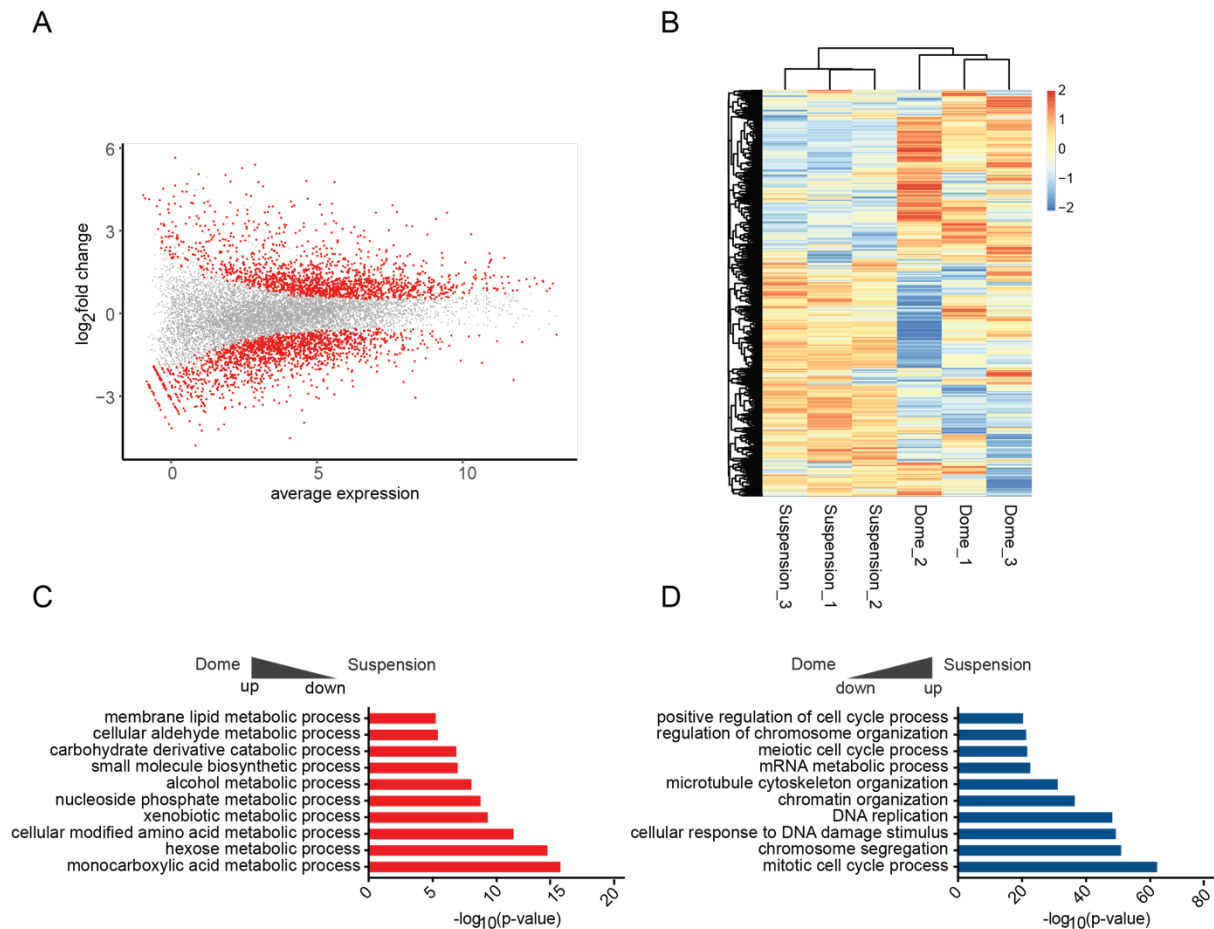 A
B
6
3
0
−3
log2fold change
0
5
10
average expression
2
1
0
−1
−2
Suspension_3
Suspension_1
Suspension_2
Dome_2
Dome_1
Dome_3
C
Dome
Suspension
up
down
membrane lipid metabolic process
cellular aldehyde metabolic process
carbohydrate derivative catabolic process
small molecule biosynthetic process
alcohol metabolic process
nucleoside phosphate metabolic process
xenobiotic metabolic process
cellular modified amino acid metabolic process
hexose metabolic process
monocarboxylic acid metabolic process
0
5
10
15
20
-log10(p-value)
D
Dome
Suspension
down
up
positive regulation of cell cycle process
regulation of chromosome organization
meiotic cell cycle process
mRNA metabolic process
microtubule cytoskeleton organization
chromatin organization
DNA replication
cellular response to DNA damage stimulus
chromosome segregation
mitotic cell cycle process
0
20
40
60
80
-log10(p-value)